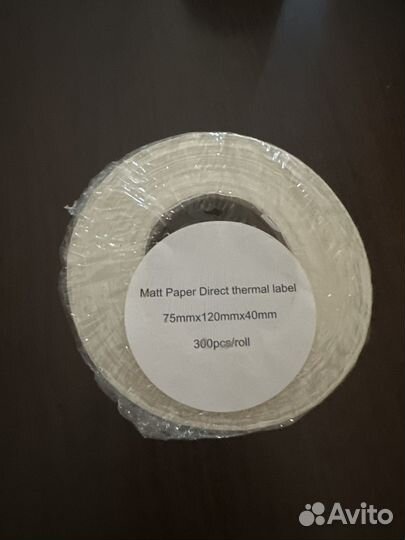 Matt Paper Direct thermal label
75mmx120mmx40mm
300pcs/roll
Avito